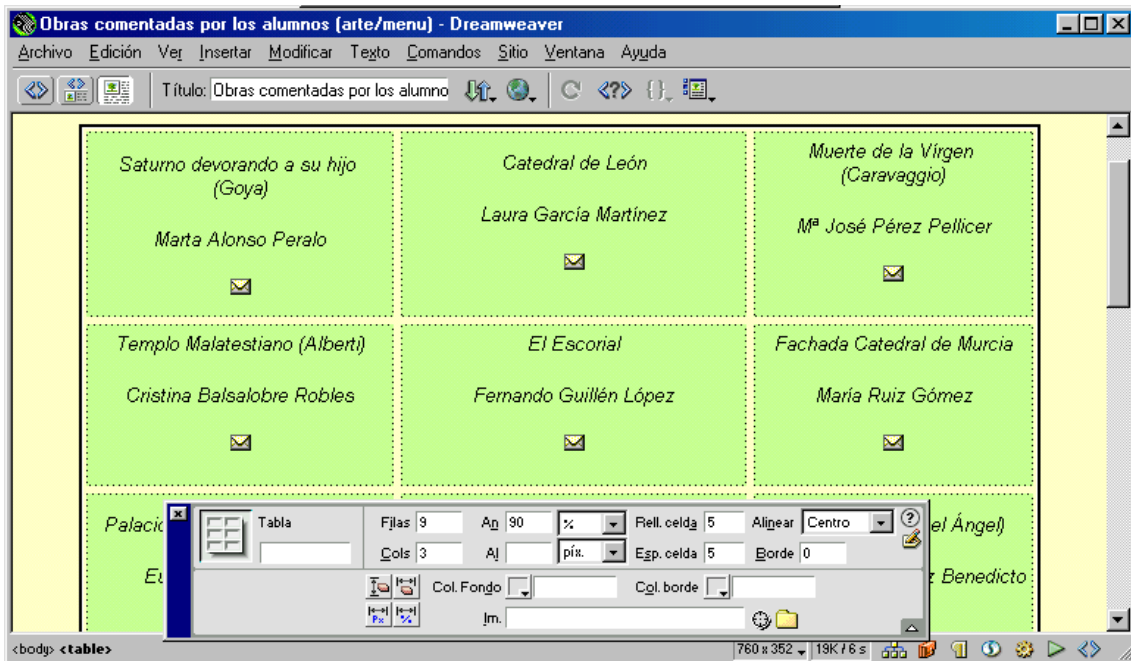 Obras comentadas por los alumnos (arte/menu) - Dreamweaver
Archivo Edición Ver Insertar Modificar Texto Comandos Sitio Ventana Ayuda
Título: Obras comentadas por los alumno
Saturno devorando a su hijo
(Goya)
Marta Alonso Peralo
Catedral de León
Laura García Martínez
Muerte de la Vírgen
(Caravaggio)
Mª José Pérez Pellicer
Templo Malatestiano (Alberti)
Cristina Balsalobre Robles
El Escorial
Fernando Guillén López
Fachada Catedral de Murcia
María Ruiz Gómez
Palacio
el Ángel)
Eu
z Benedicto
Tabla Filas 9 An 90 % Rell. celda 5 Alinear Centro
Cols 3 Al píx. Esp. celda 5 Borde 0
Col. Fondo Col. borde
Im.
<body> <table> 760 x 352 19K / 6 s